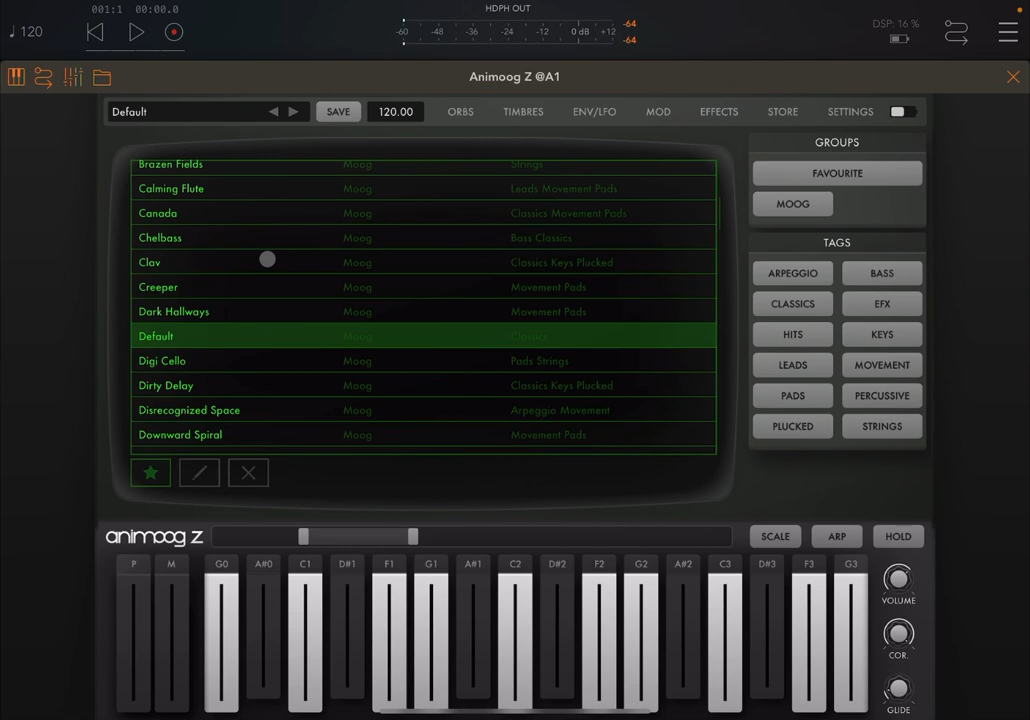 001:1 00:00.0
HDPH OUT
♩120
-60 -48 -36 -24 -12 0 dB +12
-64
-64
DSP: 16 %
Animoog Z @A1
Default
SAVE
120.00
ORBS
TIMBRES
ENV/LFO
MOD
EFFECTS
STORE
SETTINGS
Brazen Fields Moog Strings
Calming Flute Moog Leads Movement Pads
Canada Moog Classics Movement Pads
Chelbass Moog Bass Classics
Clav Moog Classics Keys Plucked
Creeper Moog Movement Pads
Dark Hallways Moog Movement Pads
Default Moog Classics
Digi Cello Moog Pads Strings
Dirty Delay Moog Classics Keys Plucked
Disrecognized Space Moog Arpeggio Movement
Downward Spiral Moog Movement Pads
GROUPS
FAVOURITE
MOOG
TAGS
ARPEGGIO BASS
CLASSICS EFX
HITS KEYS
LEADS MOVEMENT
PADS PERCUSSIVE
PLUCKED STRINGS
animoog Z
SCALE ARP HOLD
P M G0 A#0 C1 D#1 F1 G1 A#1 C2 D#2 F2 G2 A#2 C3 D#3 F3 G3
VOLUME
COR.
GLIDE